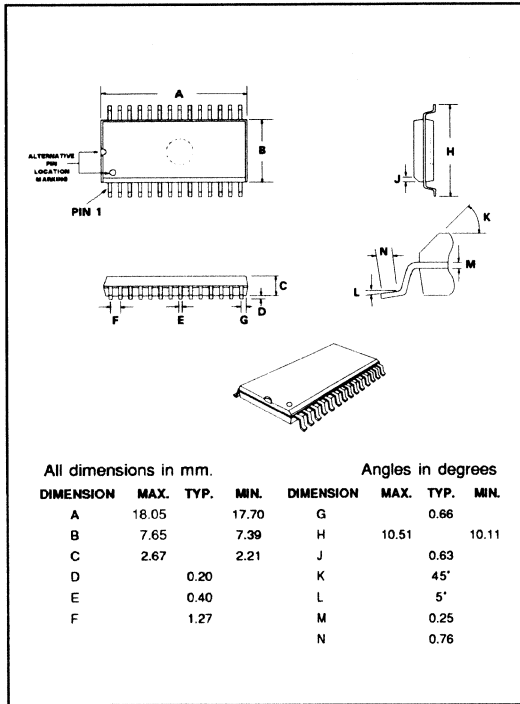 A
ALTERNATIVE
PIN
LOCATION
MARKING
B
PIN 1
H
J
K
N
M
L
C
D
F
E
G
All dimensions in mm.
Angles in degrees
DIMENSION MAX. TYP. MIN. DIMENSION MAX. TYP. MIN.
A 18.05 17.70 G 0.66
B 7.65 7.39 H 10.51 10.11
C 2.67 2.21 J 0.63
D 0.20 K 45°
E 0.40 L 5°
F 1.27 M 0.25
N 0.76